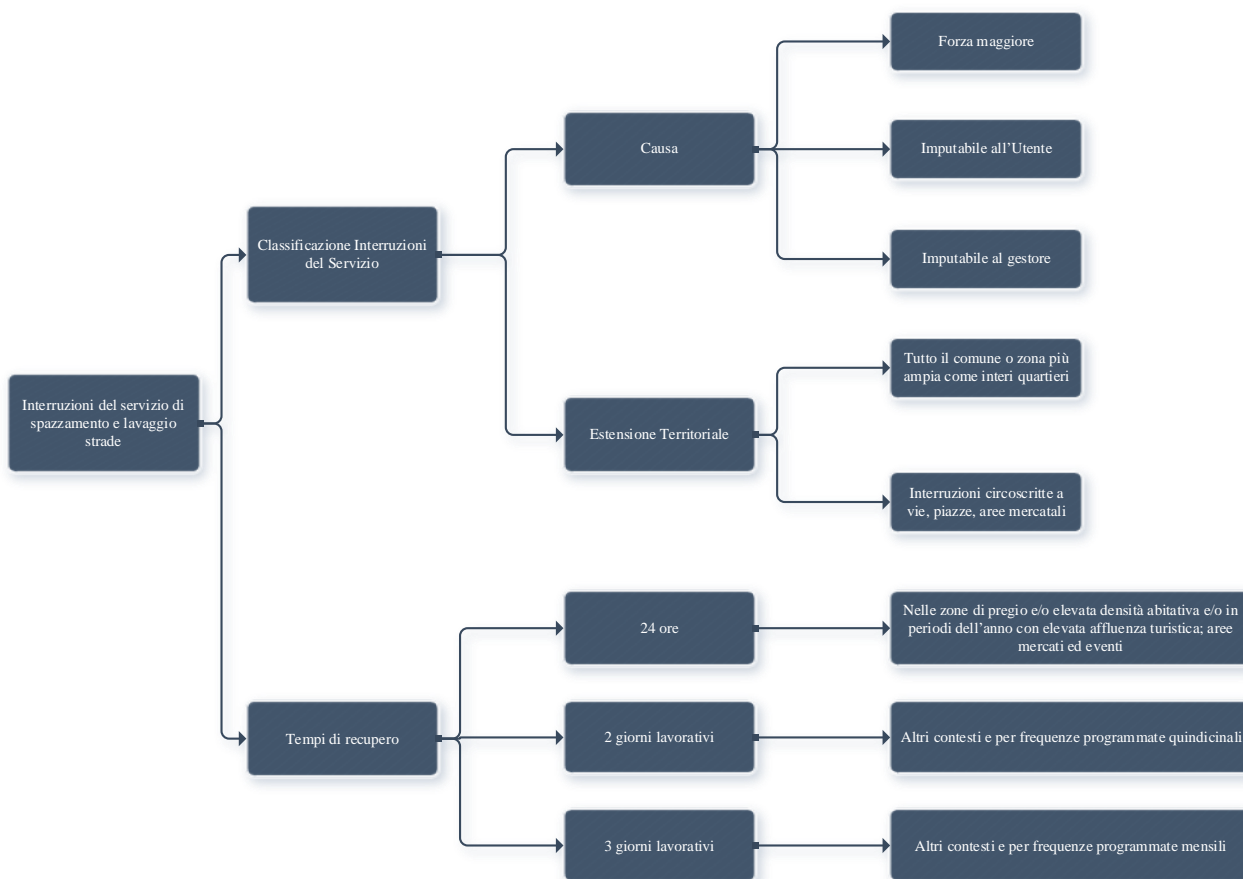 Forza maggiore
Causa
Imputabile all’Utente
Classificazione Interruzioni
del Servizio
Imputabile al gestore
Tutto il comune o zona più
ampia come interi quartieri
Interruzioni del servizio di
spazzamento e lavaggio
strade
Estensione Territoriale
Interruzioni circoscritte a
vie, piazze, aree mercatali
24 ore
Nelle zone di pregio e/o elevata densità abitativa e/o in
periodi dell’anno con elevata affluenza turistica; aree
mercati ed eventi
Tempi di recupero
2 giorni lavorativi
Altri contesti e per frequenze programmate quindicinali
3 giorni lavorativi
Altri contesti e per frequenze programmate mensili